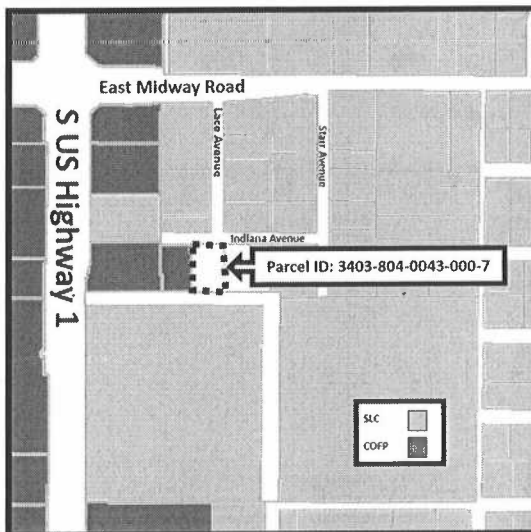 East Midway Road
S US Highway 1
Lace Avenue
Starr Avenue
Indiana Avenue
Parcel ID: 3403-804-0043-000-7
SLC
COFP